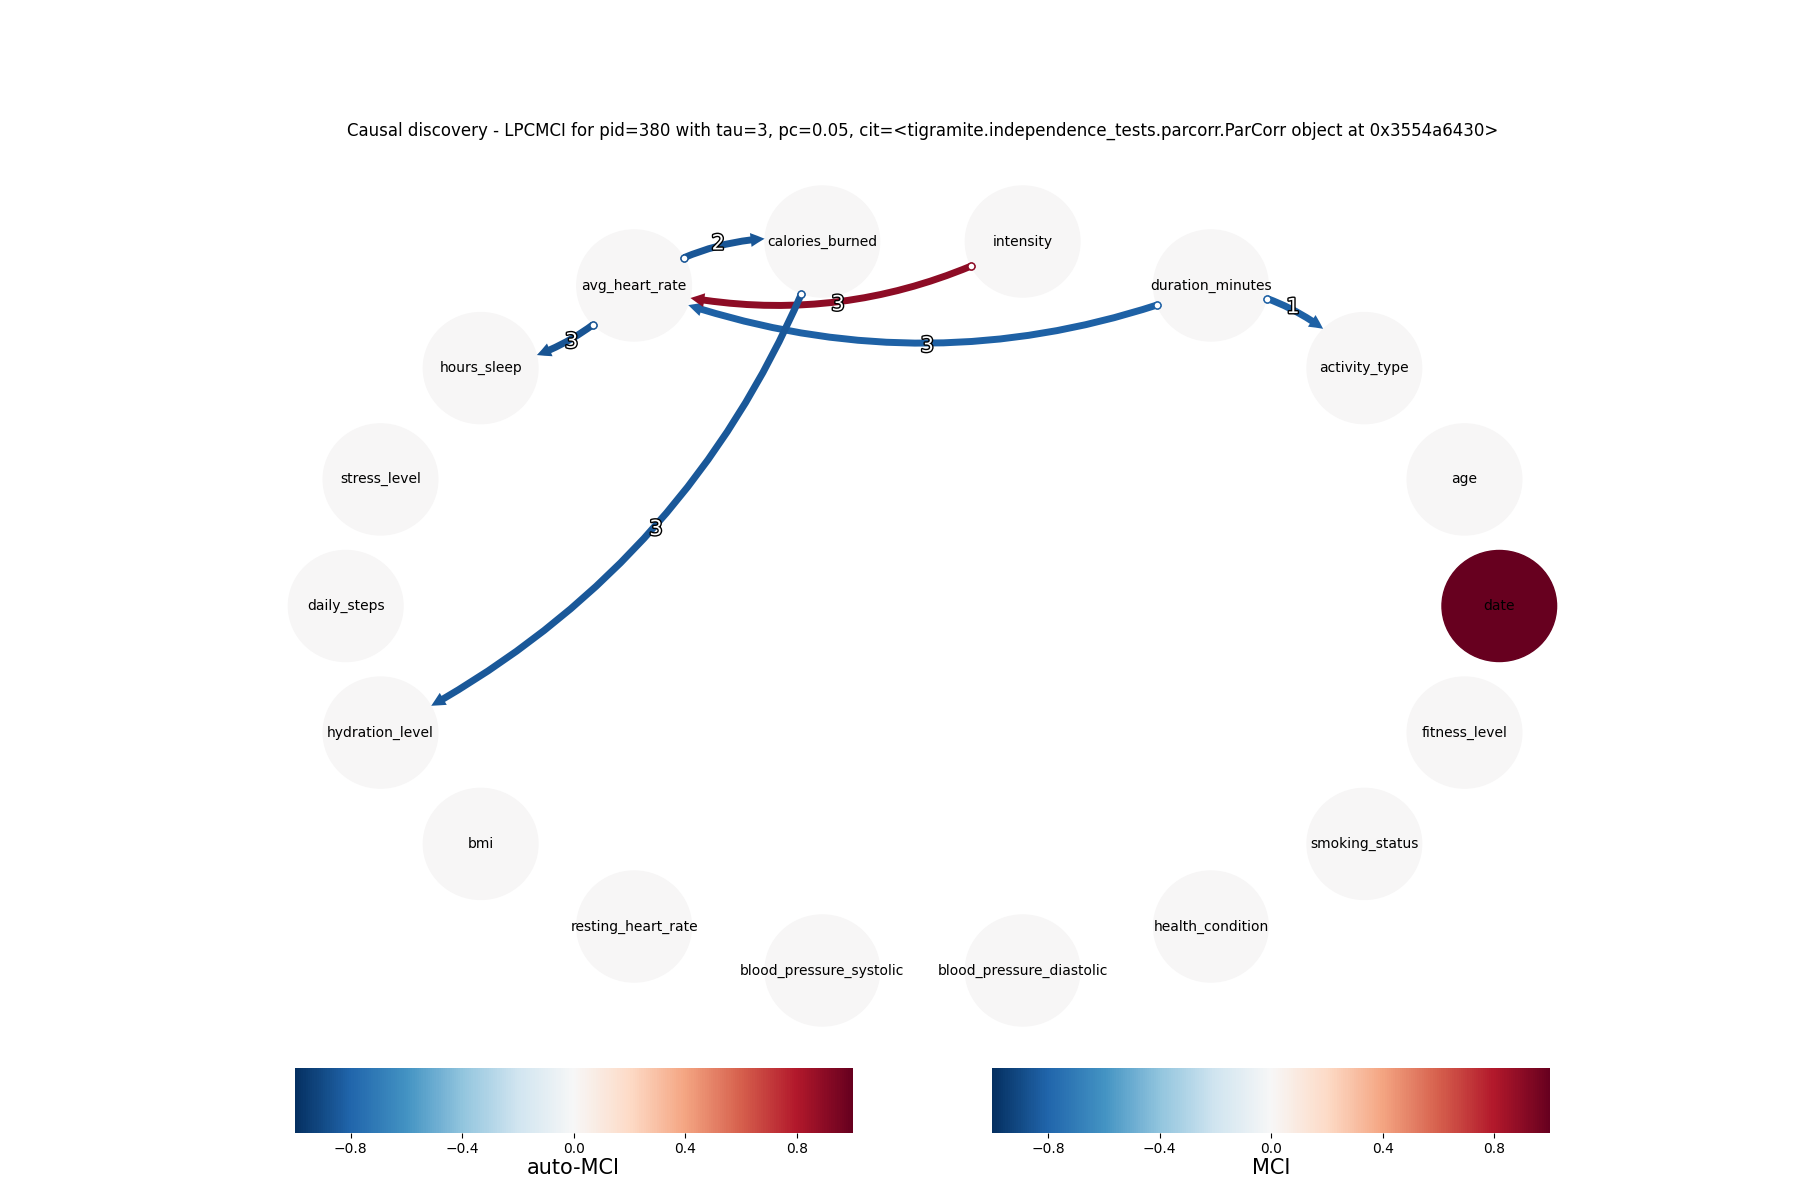 Causal discovery - LPCMCI for pid=380 with tau=3, pc=0.05, cit=<tigramite.independence_tests.parcorr.ParCorr object at 0x3554a6430>
calories_burned
intensity
2
avg_heart_rate
duration_minutes
3
1
3
3
hours_sleep
activity_type
stress_level
age
3
daily_steps
date
hydration_level
fitness_level
bmi
smoking_status
resting_heart_rate
health_condition
blood_pressure_systolic
blood_pressure_diastolic
−0.8
−0.4
0.0
0.4
0.8
auto-MCI
−0.8
−0.4
0.0
0.4
0.8
MCI